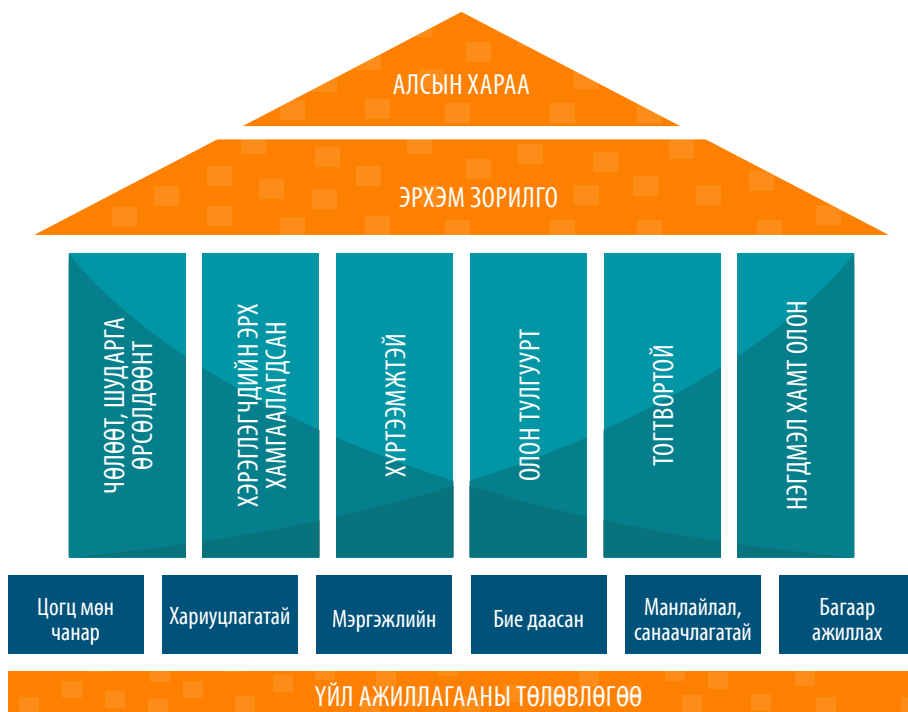 АЛСЫН ХАРАА
ЭРХЭМ ЗОРИЛГО
ЧӨЛӨӨТ, ШУДАРГА
ӨРСӨЛДӨӨНТ
ХЭРЕГЛЕГЧДИЙН ЭРХ
ХАМГААЛАГДСАН
ХҮРТЭЭМЖТЭЙ
ОЛОН ТУЛГУУРТ
ТОГТВОРТОЙ
НЭГДМЭЛ ХАМТ ОЛОН
Цогц мөн
чанар
Хариуцлагатай
Мэргэжлийн
Бие даасан
Манлайлал,
санаачлагатай
Багаар
ажиллах
ҮЙЛ АЖИЛЛАГААНЫ ТӨЛӨВЛӨГӨӨ